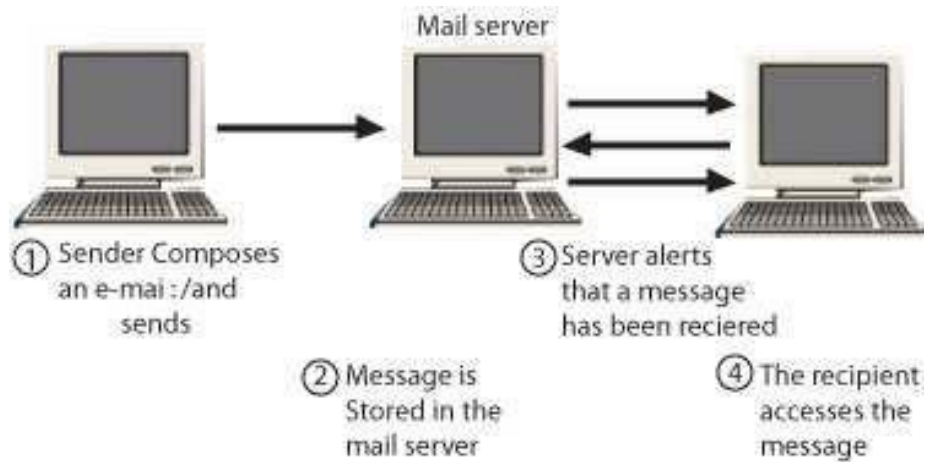 Mail server
① Sender Composes
an e-mai :/and
sends
② Message is
Stored in the
mail server
③ Server alerts
that a message
has been reciered
④ The recipient
accesses the
message